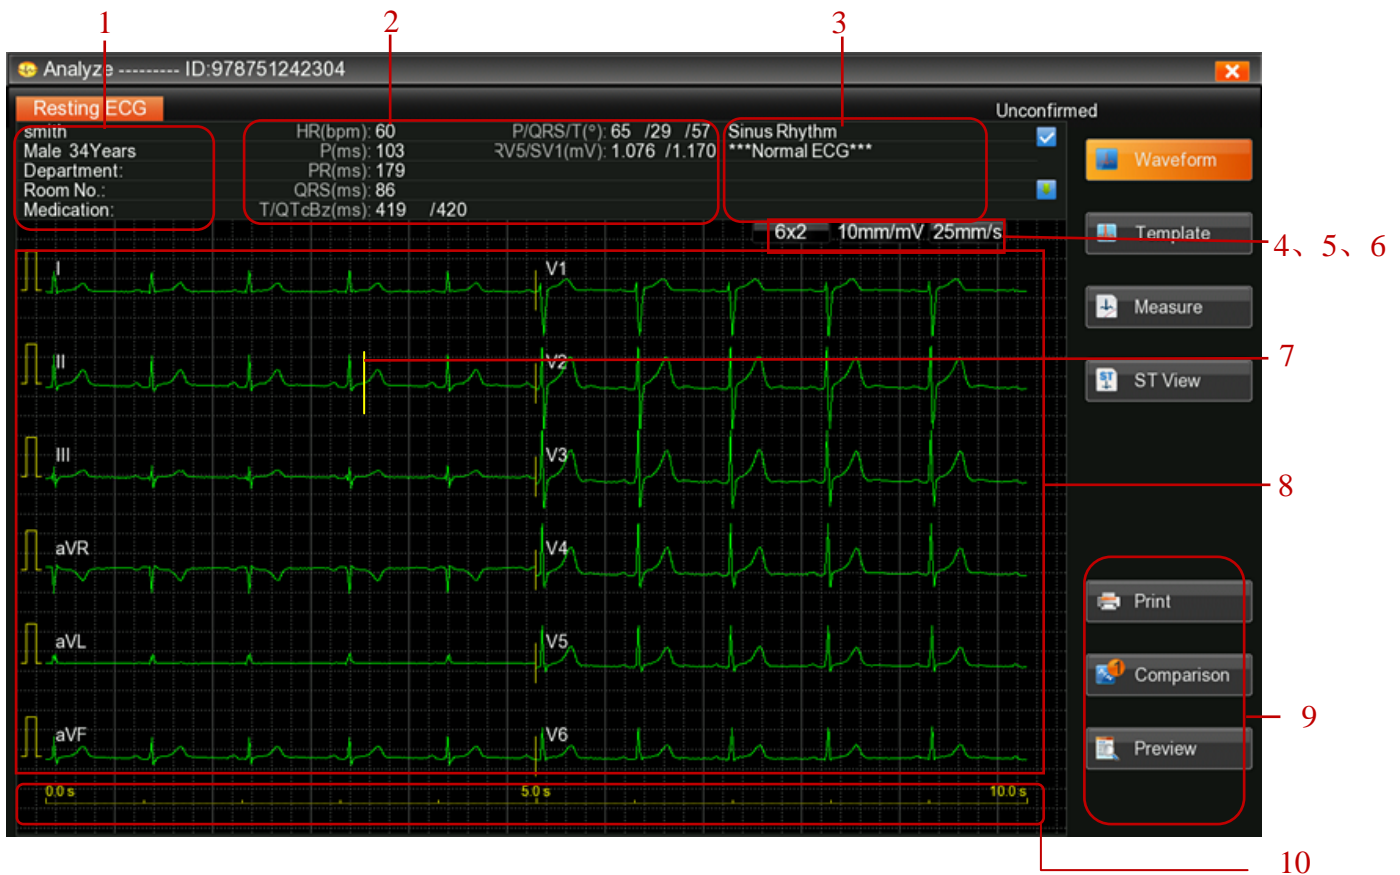 1
2
3
Analyze --------- ID:978751242304
Resting ECG
Unconfirmed
smith
Male 34Years
Department:
Room No.:
Medication:
HR(bpm): 60
P(ms): 103
PR(ms): 179
QRS(ms): 86
T/QTcBz(ms): 419 /420
P/QRS/T(°): 65 /29 /57
RV5/SV1(mV): 1.076 /1.170
Sinus Rhythm
***Normal ECG***
Waveform
6x2 10mm/mV 25mm/s
Template
4、5、6
I
V1
Measure
II
V2
7
ST
ST View
III
V3
8
aVR
V4
Print
aVL
V5
1
Comparison
9
aVF
V6
Preview
0.0 s 5.0 s 10.0 s
10